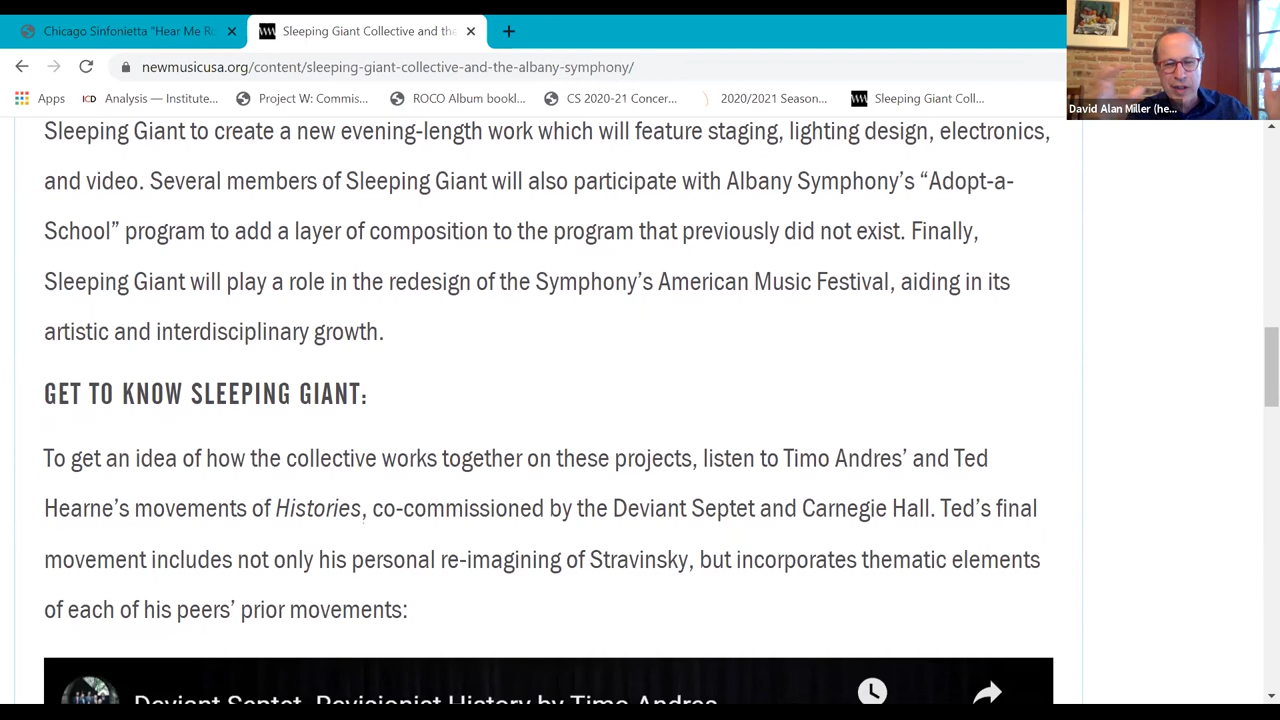 Chicago Sinfonietta "Hear Me Ro
Sleeping Giant Collective and the
newmusicusa.org/content/sleeping-giant-collective-and-the-albany-symphony/
Apps
ICD Analysis — Institute...
Project W: Commis...
ROCO Album bookl...
CS 2020-21 Concer...
2020/2021 Season...
Sleeping Giant Coll...
David Alan Miller (he...
Sleeping Giant to create a new evening-length work which will feature staging, lighting design, electronics,
and video. Several members of Sleeping Giant will also participate with Albany Symphony’s “Adopt-a-
School” program to add a layer of composition to the program that previously did not exist. Finally,
Sleeping Giant will play a role in the redesign of the Symphony’s American Music Festival, aiding in its
artistic and interdisciplinary growth.
GET TO KNOW SLEEPING GIANT:
To get an idea of how the collective works together on these projects, listen to Timo Andres’ and Ted
Hearne’s movements of Histories, co-commissioned by the Deviant Septet and Carnegie Hall. Ted’s final
movement includes not only his personal re-imagining of Stravinsky, but incorporates thematic elements
of each of his peers’ prior movements:
Deviant Septet, Revisionist History by Timo Andres